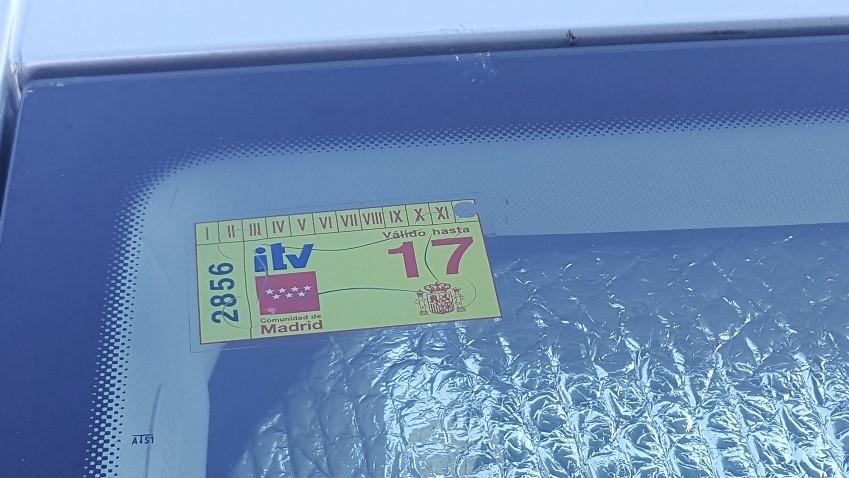 I II III IV V VI VII VIII IX X XI
Válido hasta
itv 17
2856
Comunidad de
Madrid